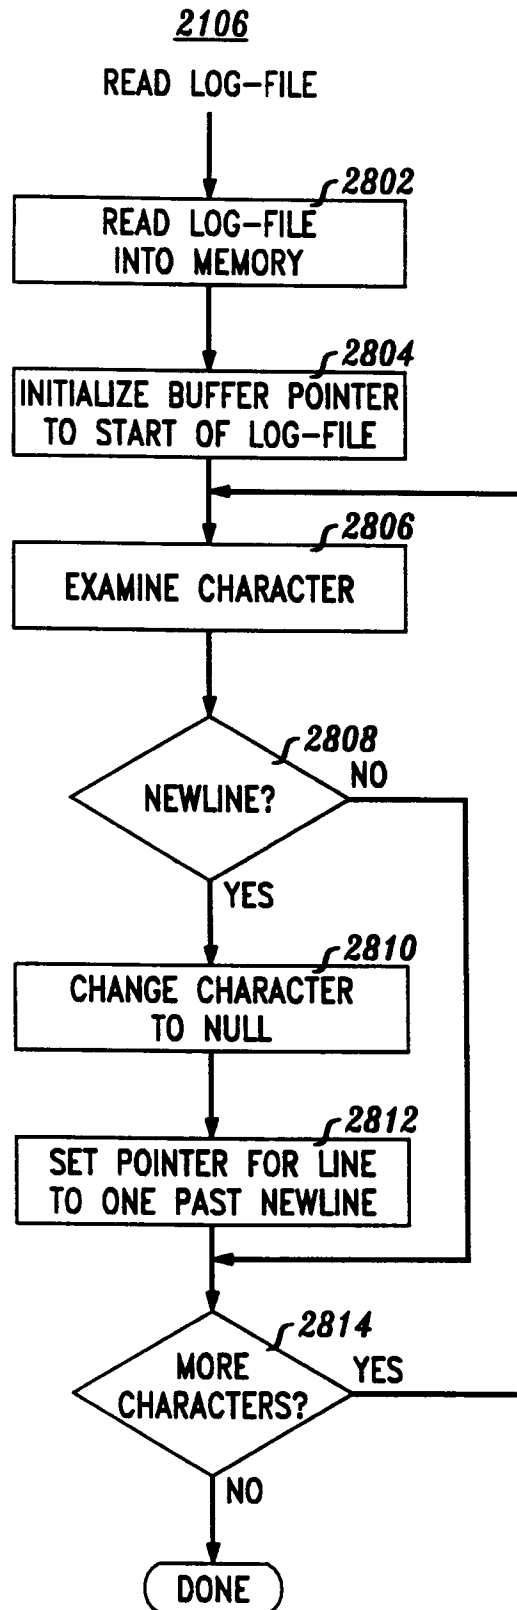 2106
READ LOG-FILE
2802
READ LOG-FILE
INTO MEMORY
2804
INITIALIZE BUFFER POINTER
TO START OF LOG-FILE
2806
EXAMINE CHARACTER
2808
NEWLINE?
NO
YES
2810
CHANGE CHARACTER
TO NULL
2812
SET POINTER FOR LINE
TO ONE PAST NEWLINE
2814
MORE
CHARACTERS?
YES
NO
DONE